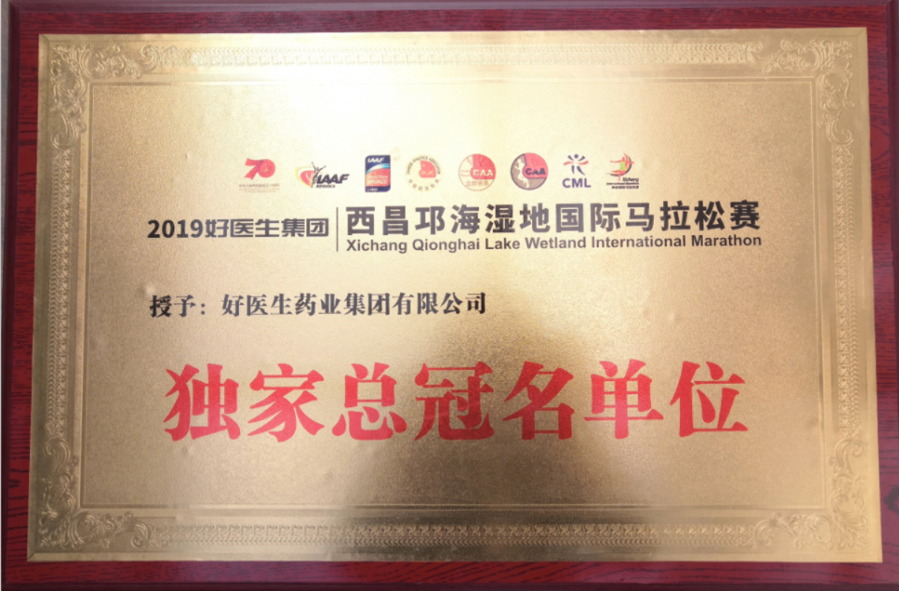 70 IAAF IAAF CAA CAA CML
2019好医生集团 西昌邛海湿地国际马拉松赛
Xichang Qionghai Lake Wetland International Marathon
授予：好医生药业集团有限公司
独家总冠名单位